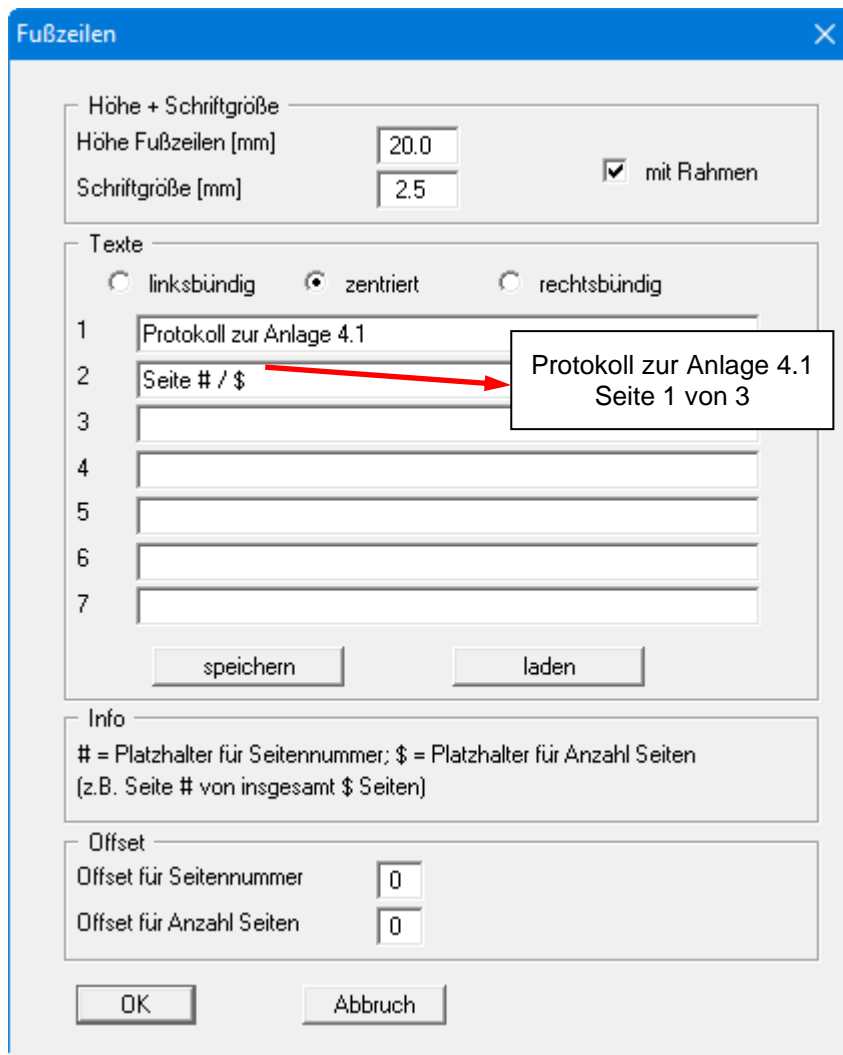 Fußzeilen
Höhe + Schriftgröße
Höhe Fußzeilen [mm] 20.0
mit Rahmen
Schriftgröße [mm] 2.5
Texte
linksbündig zentriert rechtsbündig
1 Protokoll zur Anlage 4.1
2 Seite # / $
Protokoll zur Anlage 4.1
Seite 1 von 3
3
4
5
6
7
speichern laden
Info
# = Platzhalter für Seitennummer; $ = Platzhalter für Anzahl Seiten
(z.B. Seite # von insgesamt $ Seiten)
Offset
Offset für Seitennummer 0
Offset für Anzahl Seiten 0
OK Abbruch